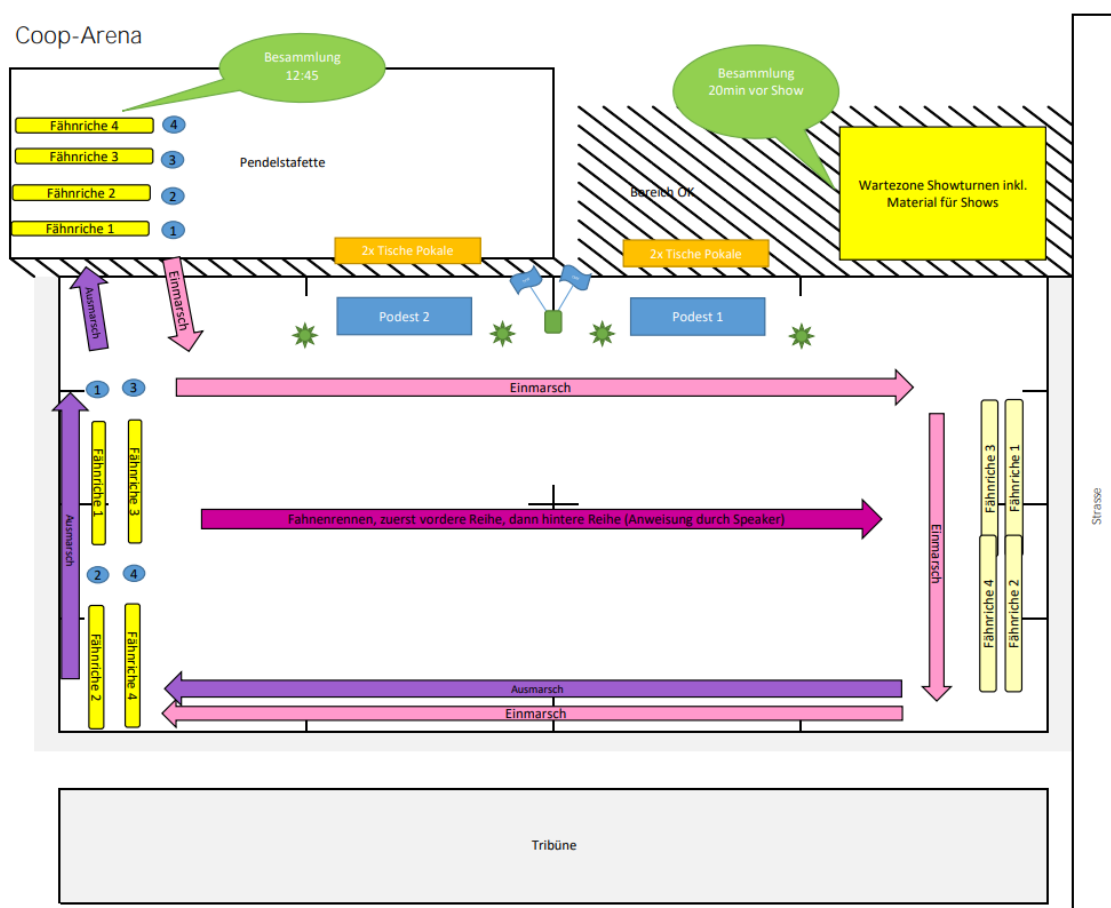 Coop-Arena
Besammlung
12:45
Besammlung
20min vor Show
Fähnriche 4
4
Fähnriche 3
3
Pendelstafette
Fähnriche 2
2
Fähnriche 1
1
Bereich OK
Wartezone Showturnen inkl.
Material für Shows
2x Tische Pokale
2x Tische Pokale
Ausmarsch
Einmarsch
Podest 2
Podest 1
1
3
Einmarsch
Fähnriche 1
Fähnriche 3
Fähnriche 3
Fähnriche 1
Ausmarsch
Fahnenrennen, zuerst vordere Reihe, dann hintere Reihe (Anweisung durch Speaker)
Einmarsch
Strasse
2
4
Fähnriche 2
Fähnriche 4
Fähnriche 4
Fähnriche 2
Ausmarsch
Einmarsch
Tribüne